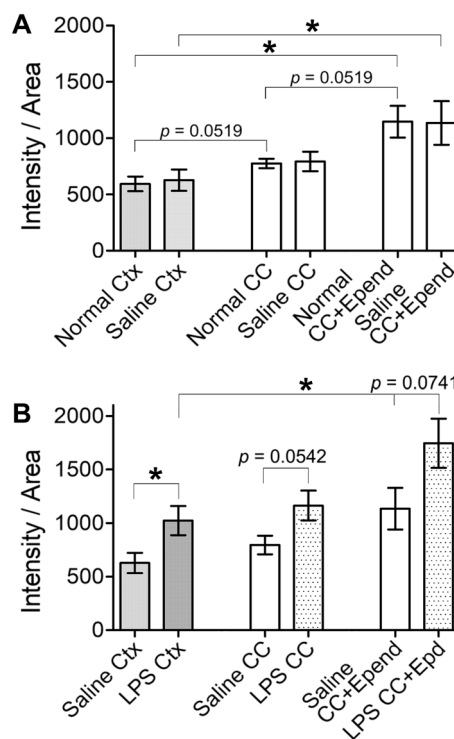 A
Intensity / Area
2000
1500
1000
500
0
*
*
p = 0.0519
p = 0.0519
Normal Ctx
Saline Ctx
Normal CC
Saline CC
Normal
CC+Epend
Saline
CC+Epend
B
Intensity / Area
2000
1500
1000
500
0
*
p = 0.0741
*
p = 0.0542
Saline Ctx
LPS Ctx
Saline CC
LPS CC
Saline
CC+Epend
LPS CC+Epd